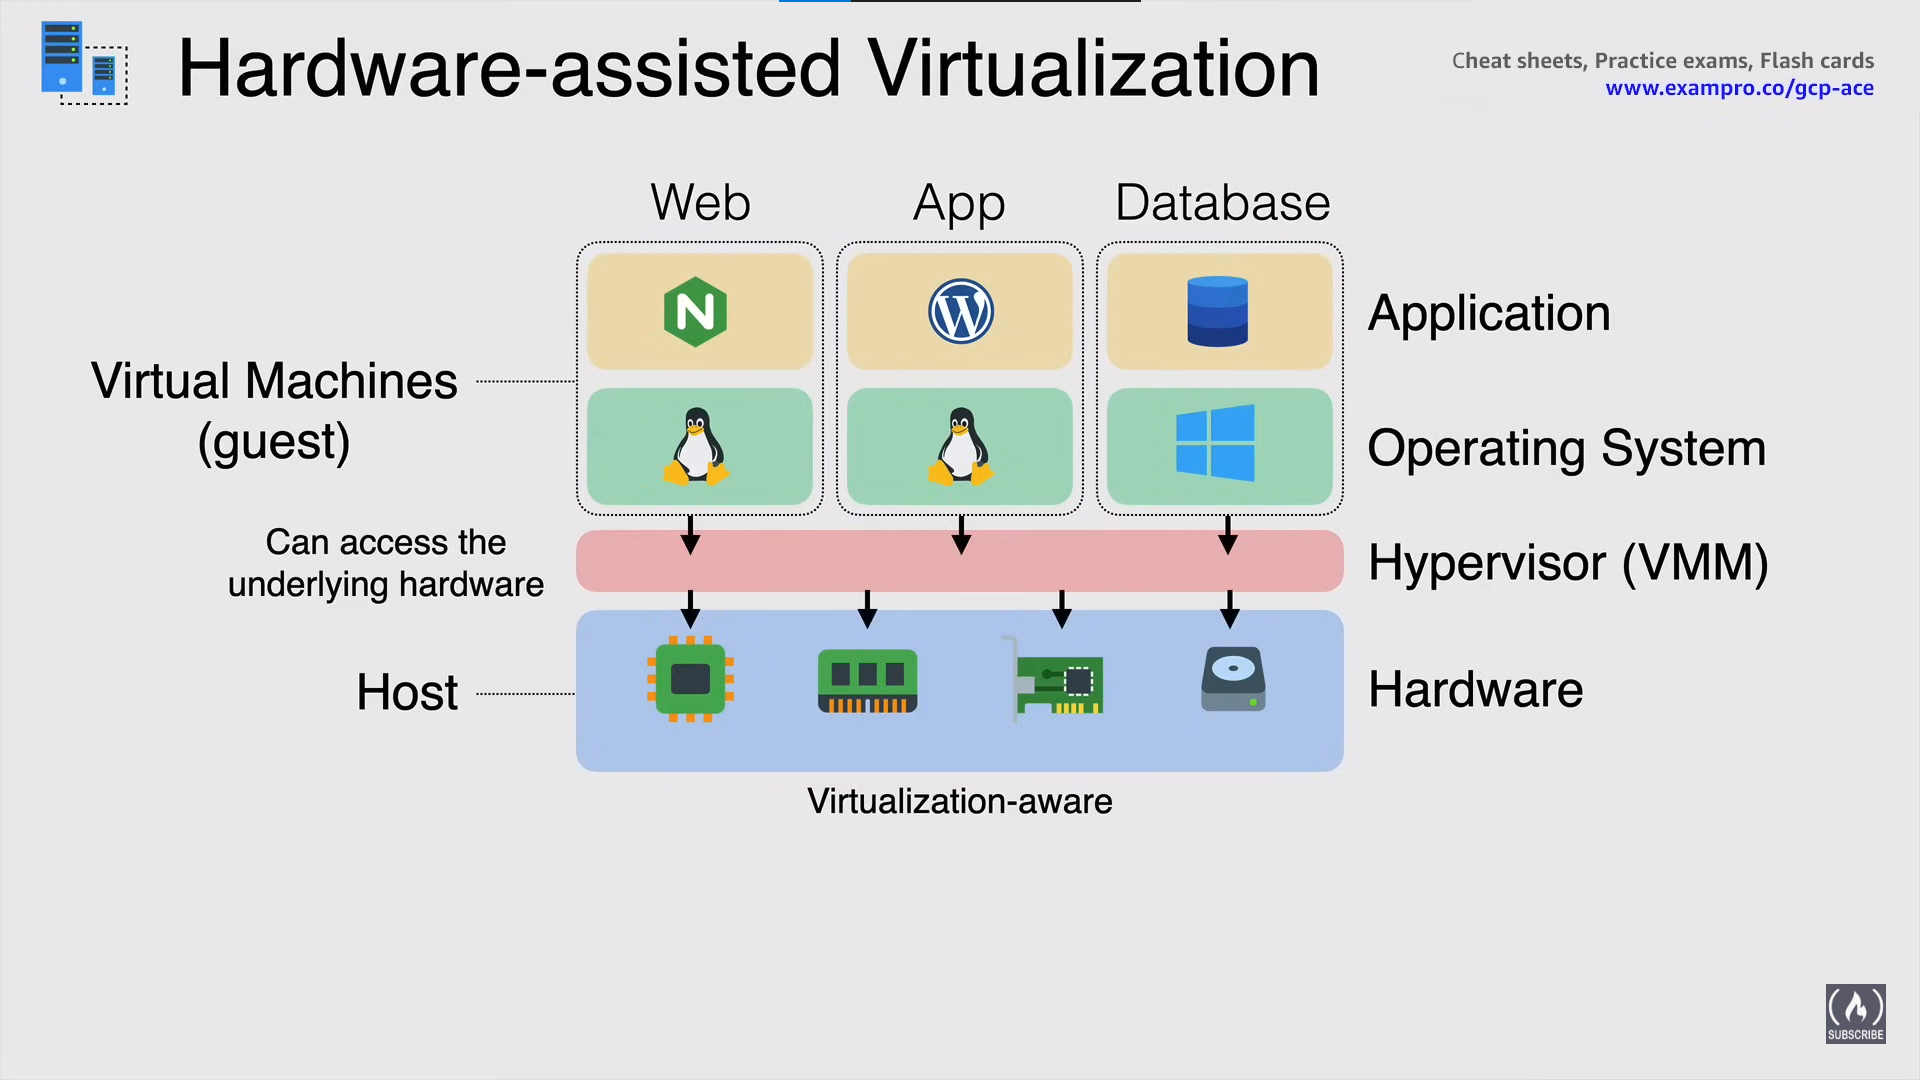 Hardware-assisted Virtualization
Cheat sheets, Practice exams, Flash cards
www.exampro.co/gcp-ace
Web
App
Database
N
W
Application
Virtual Machines
(guest)
Operating System
Can access the
underlying hardware
Hypervisor (VMM)
Host
Hardware
Virtualization-aware
SUBSCRIBE